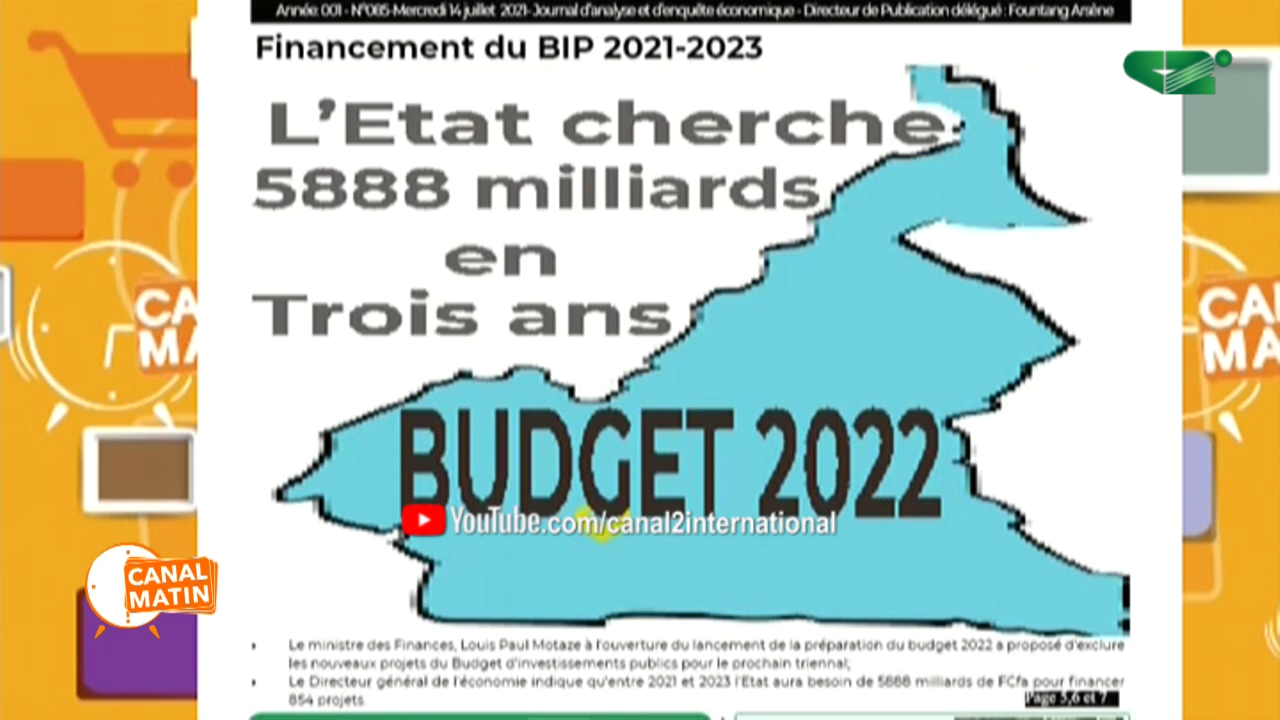 Année: 001 - N°085-Mercredi 14 juillet 2021- Journal d'analyse et d'enquête économique - Directeur de Publication délégué : Fountang Arsène
Financement du BIP 2021-2023
L'Etat cherche
5888 milliards
en
Trois ans
BUDGET 2022
YouTube.com/canal2international
CANAL
MATIN
CA
MA
CAN
MA
Le ministre des Finances, Louis Paul Motaze à l'ouverture du lancement de la préparation du budget 2022 a proposé d'exclure
les nouveaux projets du Budget d'investissements publics pour le prochain triennal;
Le Directeur général de l'économie indique qu'entre 2021 et 2023 l'Etat aura besoin de 5888 milliards de FCfa pour financer
854 projets
Page 5,6 et 7